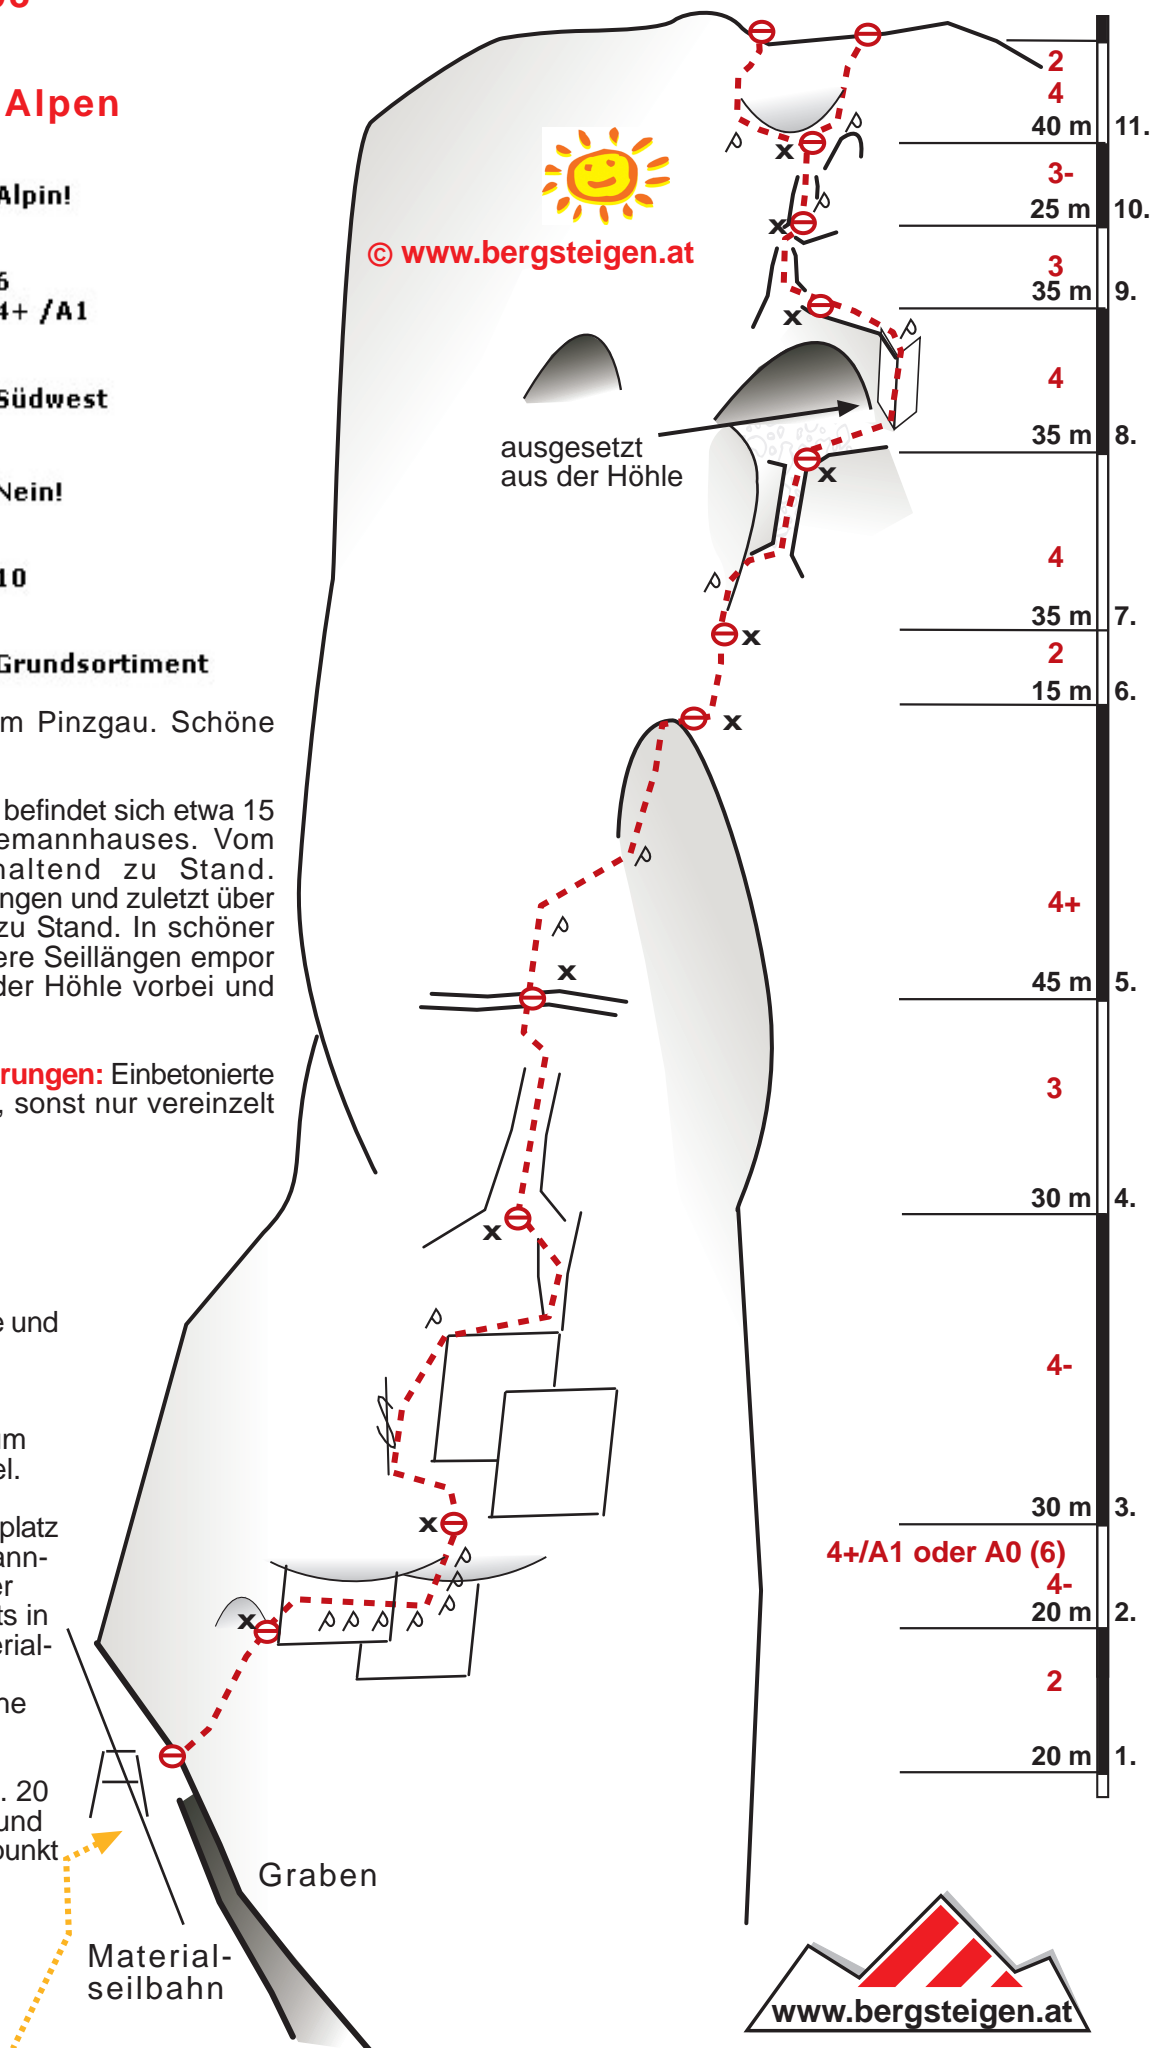 Alpen
Alpin!
6
4+ /A1
Südwest
Nein!
10
Grundsortiment
m Pinzgau. Schöne
befindet sich etwa 15
emannhauses. Vom
haltend zu Stand.
ngen und zuletzt über
zu Stand. In schöner
ere Seillängen empor
der Höhle vorbei und
rungen: Einbetonierte
, sonst nur vereinzelt
e und
um
el.
platz
ann-
er
ts in
erial-
ne
. 20
und
punkt
© www.bergsteigen.at
ausgesetzt
aus der Höhle
Graben
Material-
seilbahn
2
4
40 m 11.
3-
25 m 10.
3
35 m 9.
4
35 m 8.
4
35 m 7.
2
15 m 6.
4+
45 m 5.
3
30 m 4.
4-
30 m 3.
4+/A1 oder A0 (6)
4-
20 m 2.
2
20 m 1.
x
x
x
x
x
x
x
x
x
x
www.bergsteigen.at